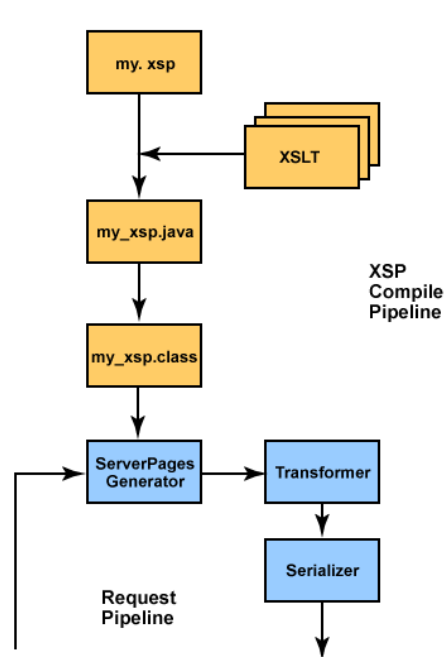 my. xsp
XSLT
my_xsp.java
XSP
Compile
Pipeline
my_xsp.class
ServerPages
Generator
Transformer
Serializer
Request
Pipeline